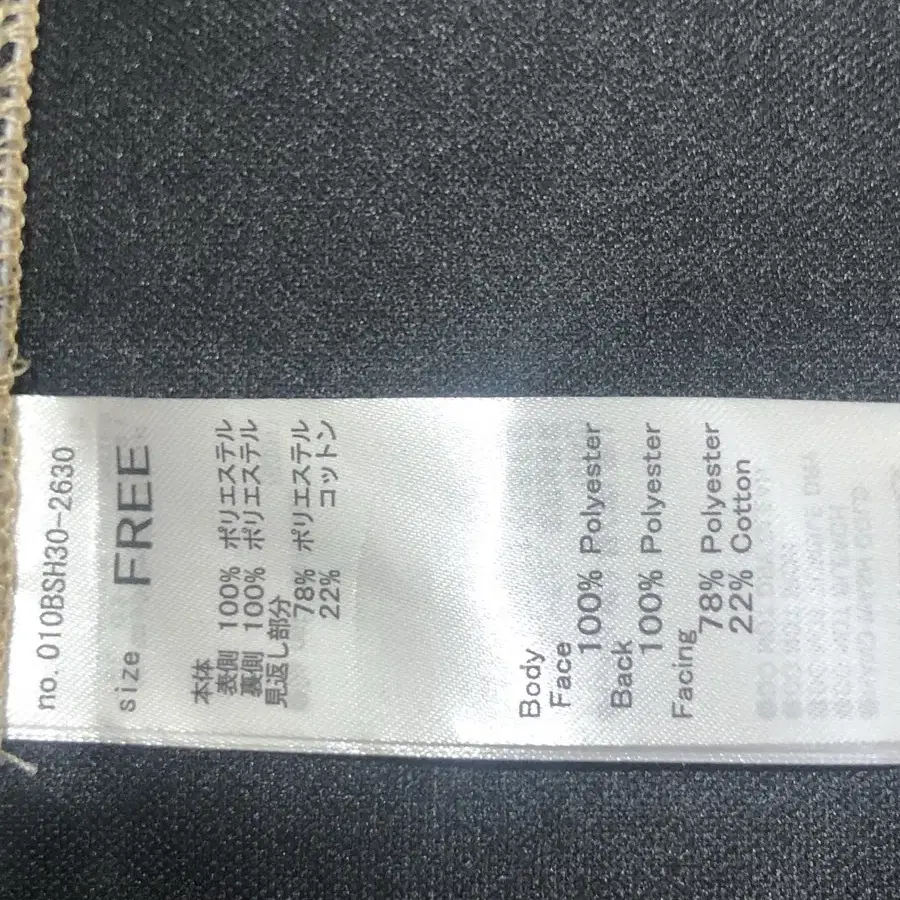 no.010BSH30-2630
size FREE
本体
表側 100% ポリエステル
裏側 100% ポリエステル
見返し部分
78% ポリエステル
22% コットン
Body
Face
100% Polyester
Back
100% Polyester
Facing
78% Polyester
22% Cotton